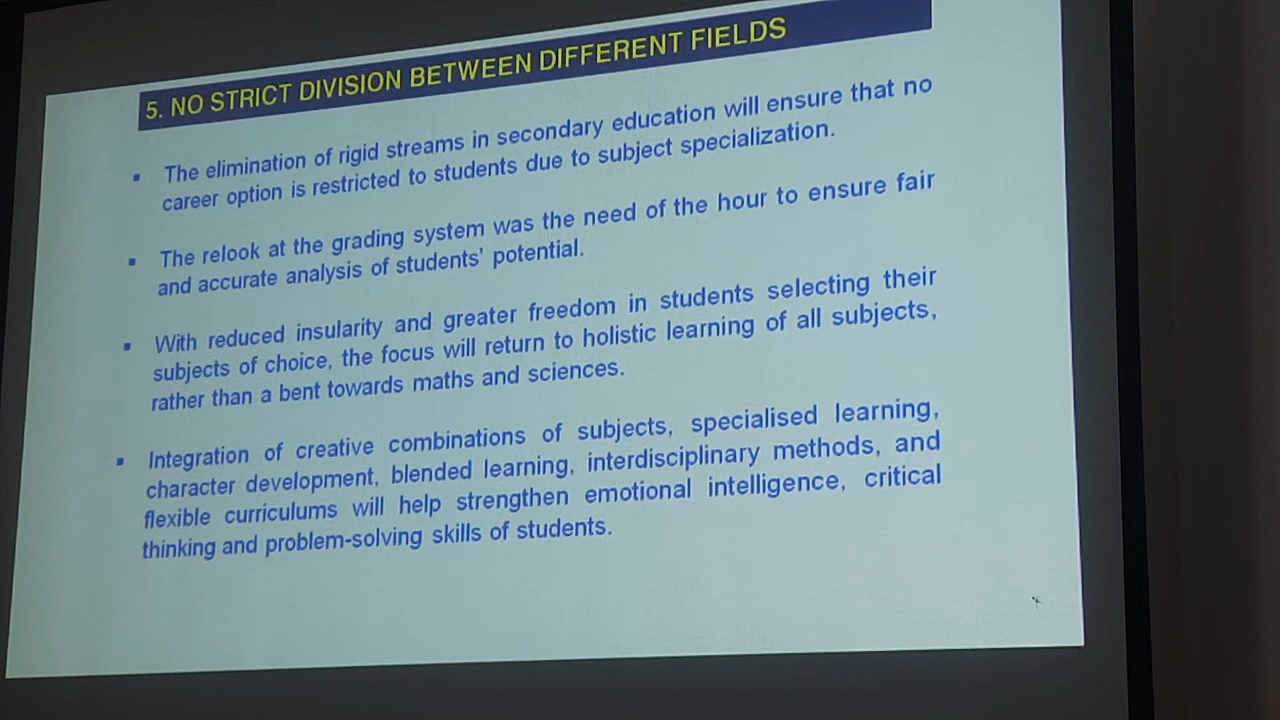 5. NO STRICT DIVISION BETWEEN DIFFERENT FIELDS
▪ The elimination of rigid streams in secondary education will ensure that no
career option is restricted to students due to subject specialization.
▪ The relook at the grading system was the need of the hour to ensure fair
and accurate analysis of students' potential.
▪ With reduced insularity and greater freedom in students selecting their
subjects of choice, the focus will return to holistic learning of all subjects,
rather than a bent towards maths and sciences.
▪ Integration of creative combinations of subjects, specialised learning,
character development, blended learning, interdisciplinary methods, and
flexible curriculums will help strengthen emotional intelligence, critical
thinking and problem-solving skills of students.